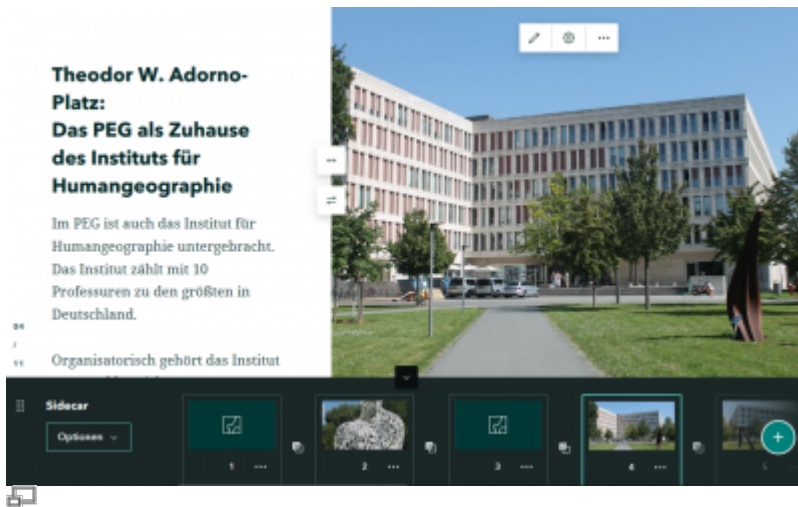 Theodor W. Adorno-
Platz:
Das PEG als Zuhause
des Instituts für
Humangeographie
Im PEG ist auch das Institut für
Humangeographie untergebracht.
Das Institut zählt mit 10
Professuren zu den größten in
Deutschland.
04
/
11
Organisatorisch gehört das Institut
Sidecar
Optionen
1
2
3
4
5